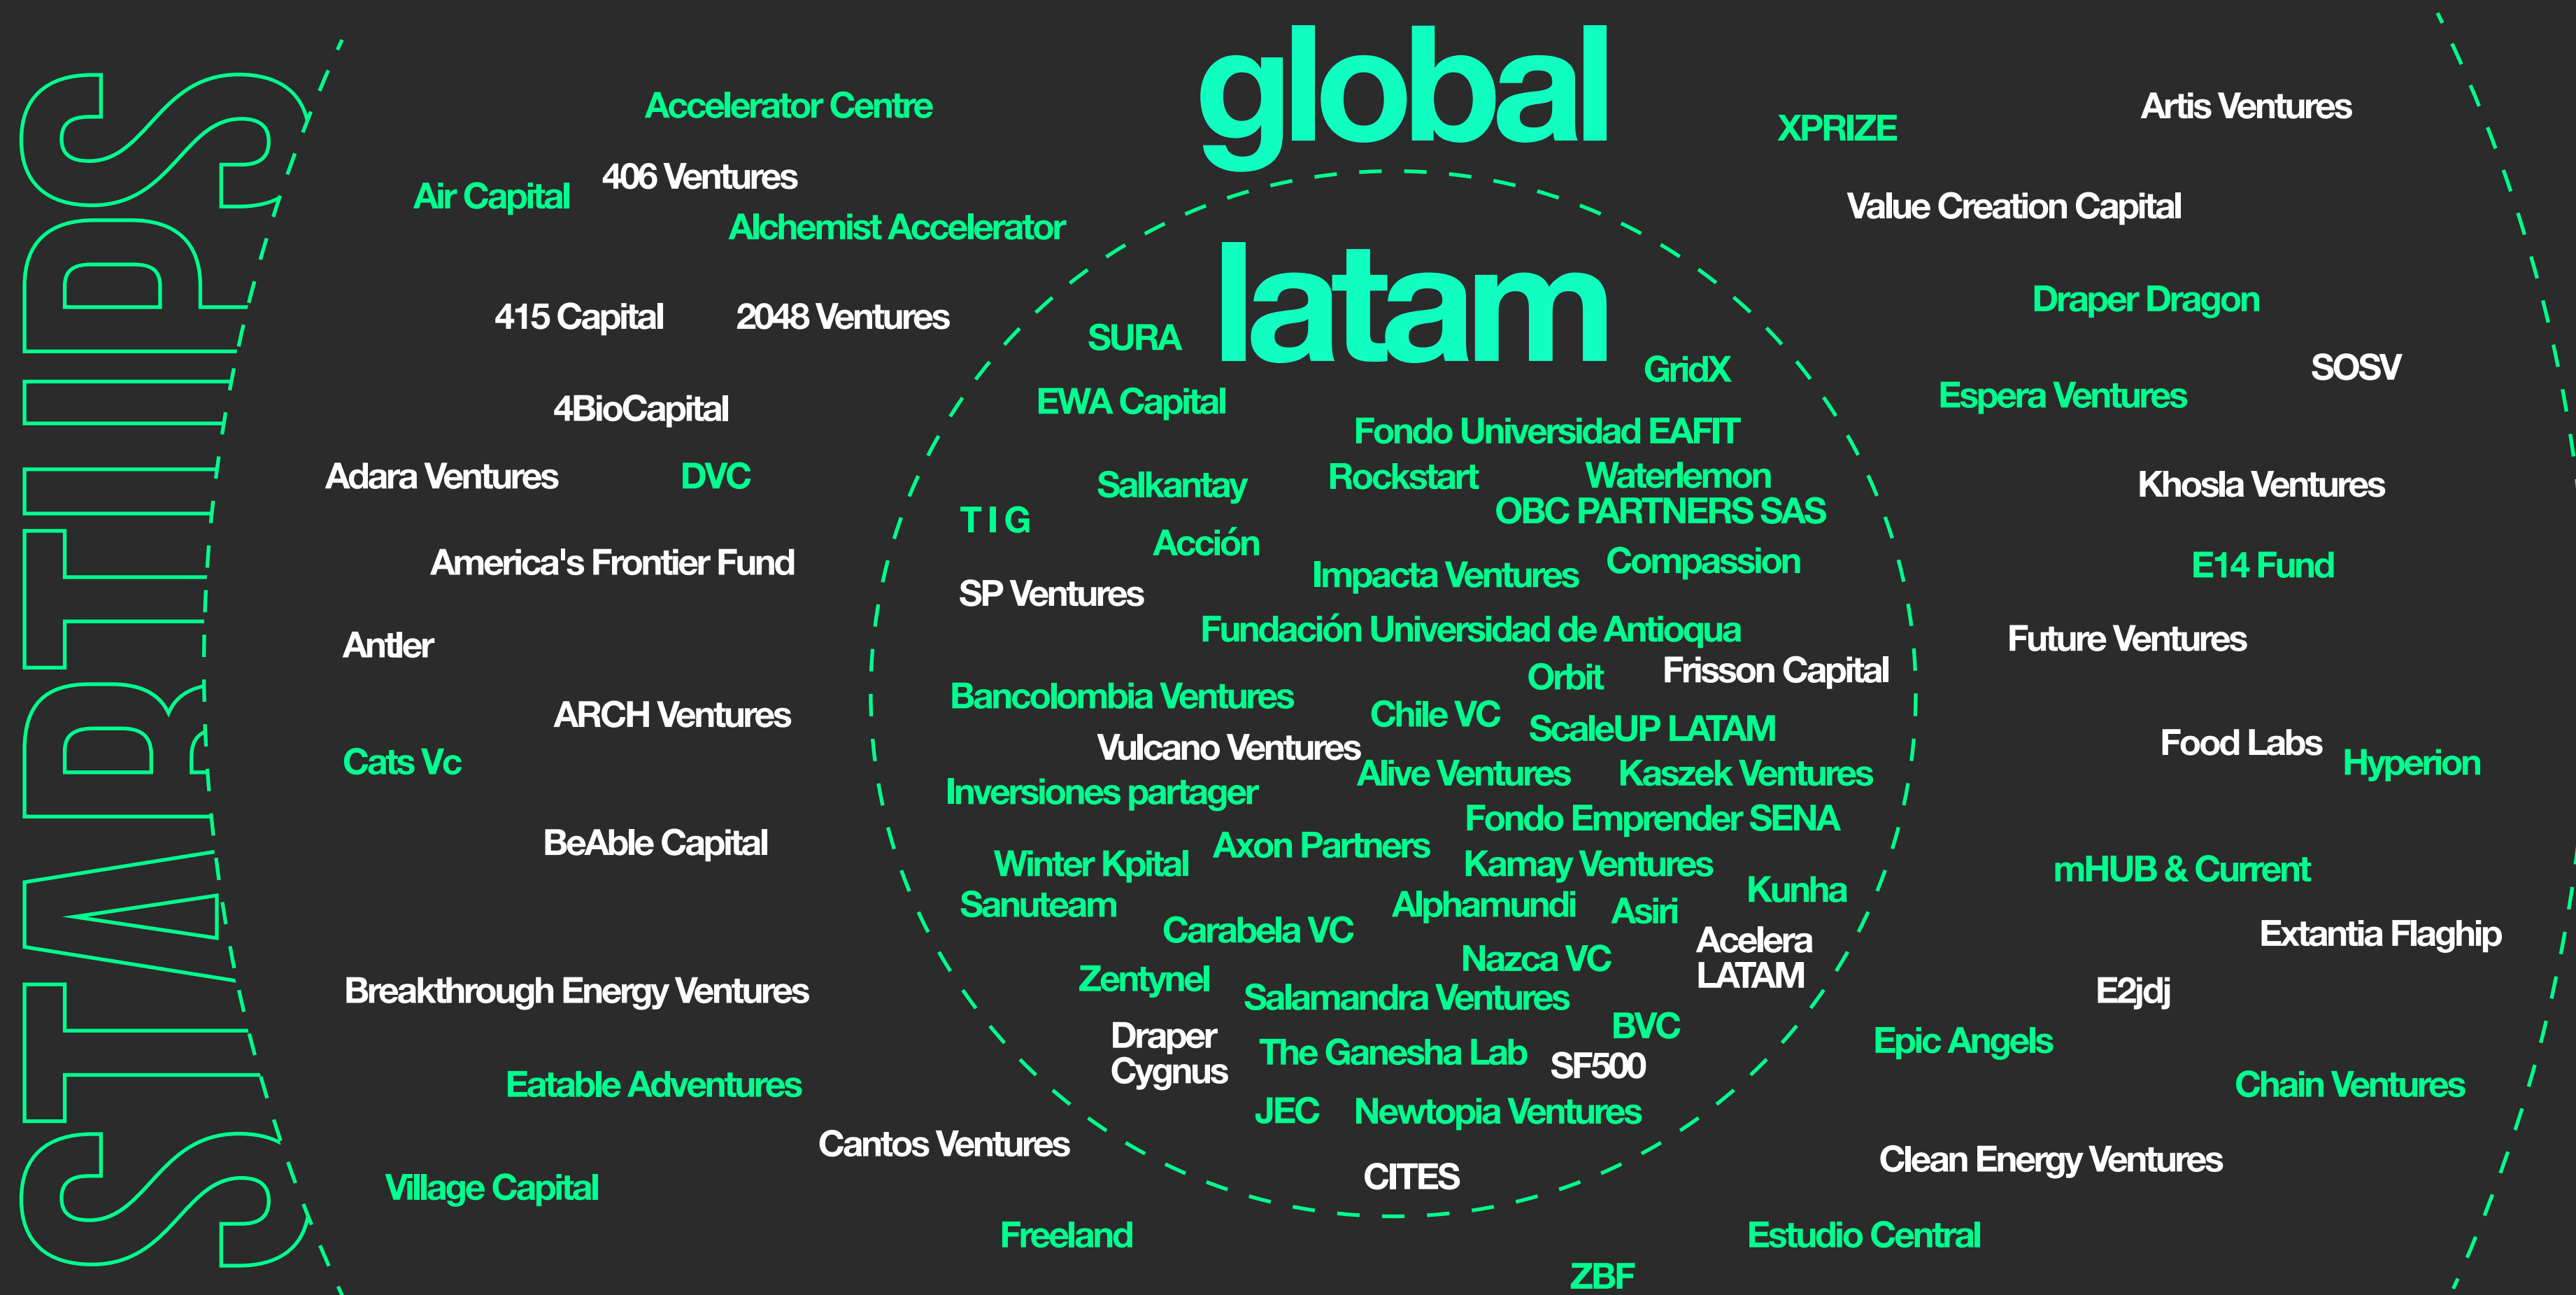 STARTUPS
global
Accelerator Centre
XPRIZE
Artis Ventures
406 Ventures
Air Capital
Value Creation Capital
Alchemist Accelerator
latam
Draper Dragon
415 Capital
2048 Ventures
SURA
GridX
SOSV
EWA Capital
Espera Ventures
4BioCapital
Fondo Universidad EAFIT
Adara Ventures
DVC
Salkantay
Rockstart
Waterlemon
Khosla Ventures
TIG
OBC PARTNERS SAS
Acción
America's Frontier Fund
Impacta Ventures
Compassion
E14 Fund
SP Ventures
Fundación Universidad de Antioqua
Antler
Future Ventures
Orbit
Frisson Capital
Bancolombia Ventures
ARCH Ventures
Chile VC
ScaleUP LATAM
Vulcano Ventures
Food Labs
Cats Vc
Hyperion
Alive Ventures
Kaszek Ventures
Inversiones partager
Fondo Emprender SENA
BeAble Capital
Axon Partners
Winter Kpital
Kamay Ventures
mHUB & Current
Kunha
Sanuteam
Alphamundi
Asiri
Carabela VC
Acelera
LATAM
Extantia Flaghip
Nazca VC
Zentynel
Breakthrough Energy Ventures
Salamandra Ventures
E2jdj
BVC
Draper
Cygnus
Epic Angels
The Ganesha Lab
SF500
Eatable Adventures
Chain Ventures
JEC
Newtopia Ventures
Cantos Ventures
Clean Energy Ventures
CITES
Village Capital
Freeland
Estudio Central
ZBF